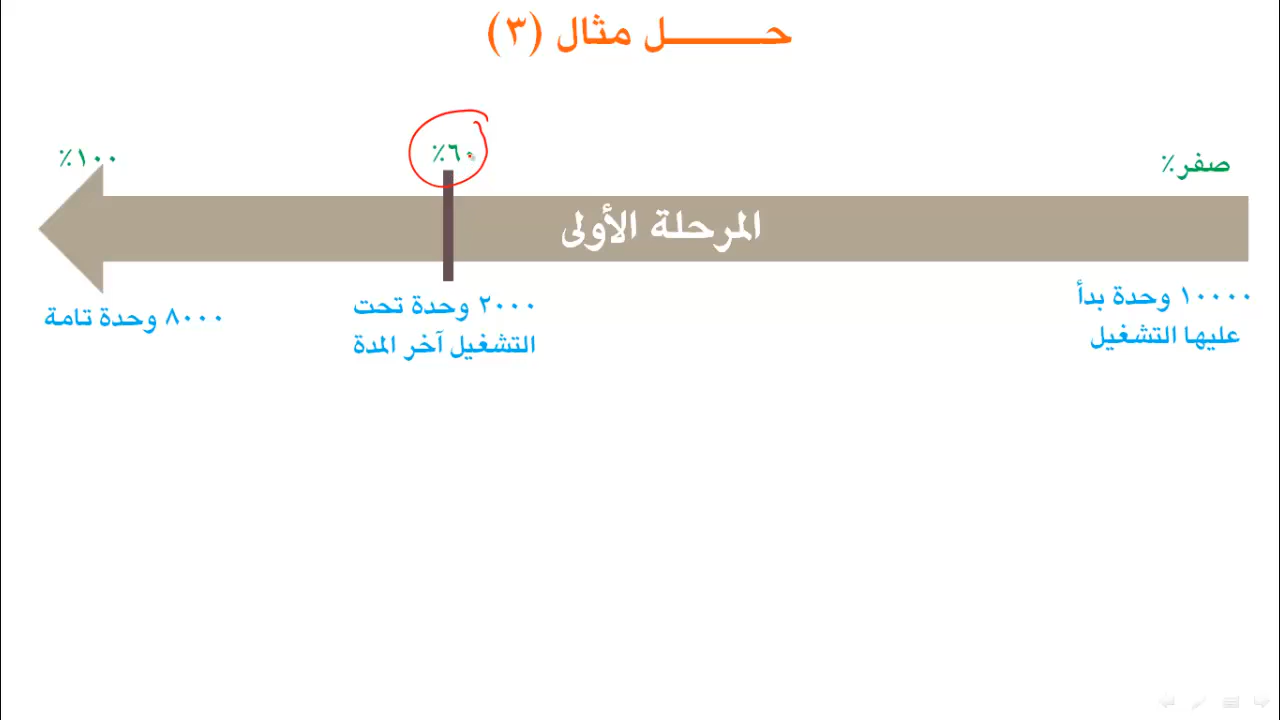 حـــــــــــل مثال (٣)
صفر٪
٦٠٪
١٠٠٪
المرحلة الأولى
١٠٠٠٠ وحدة بدأ
عليها التشغيل
٢٠٠٠ وحدة تحت
التشغيل آخر المدة
٨٠٠٠ وحدة تامة